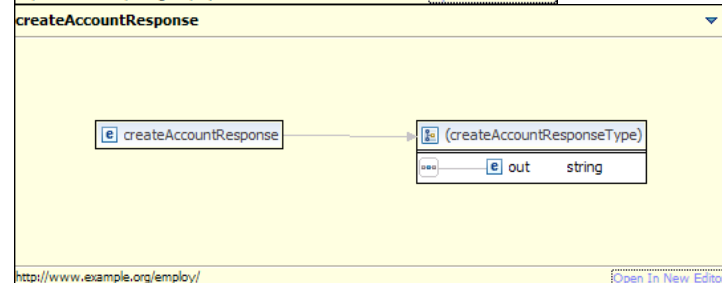 createAccountResponse
e createAccountResponse
(createAccountResponseType)
e out string
http://www.example.org/employ/
Open In New Edito